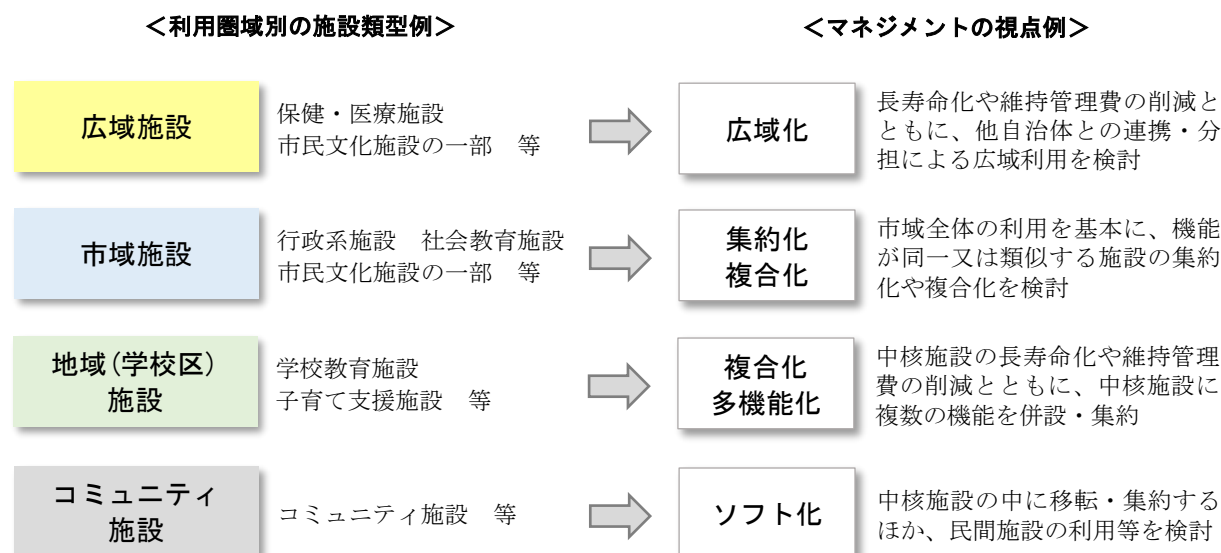 ＜利用圏域別の施設類型例＞
＜マネジメントの視点例＞
広域施設
保健・医療施設
市民文化施設の一部　等
広域化
長寿命化や維持管理費の削減と
ともに、他自治体との連携・分
担による広域利用を検討
市域施設
行政系施設　社会教育施設
市民文化施設の一部　等
集約化
複合化
市域全体の利用を基本に、機能
が同一又は類似する施設の集約
化や複合化を検討
地域(学校区)
施設
学校教育施設
子育て支援施設　等
複合化
多機能化
中核施設の長寿命化や維持管理
費の削減とともに、中核施設に
複数の機能を併設・集約
コミュニティ
施設
コミュニティ施設　等
ソフト化
中核施設の中に移転・集約する
ほか、民間施設の利用等を検討